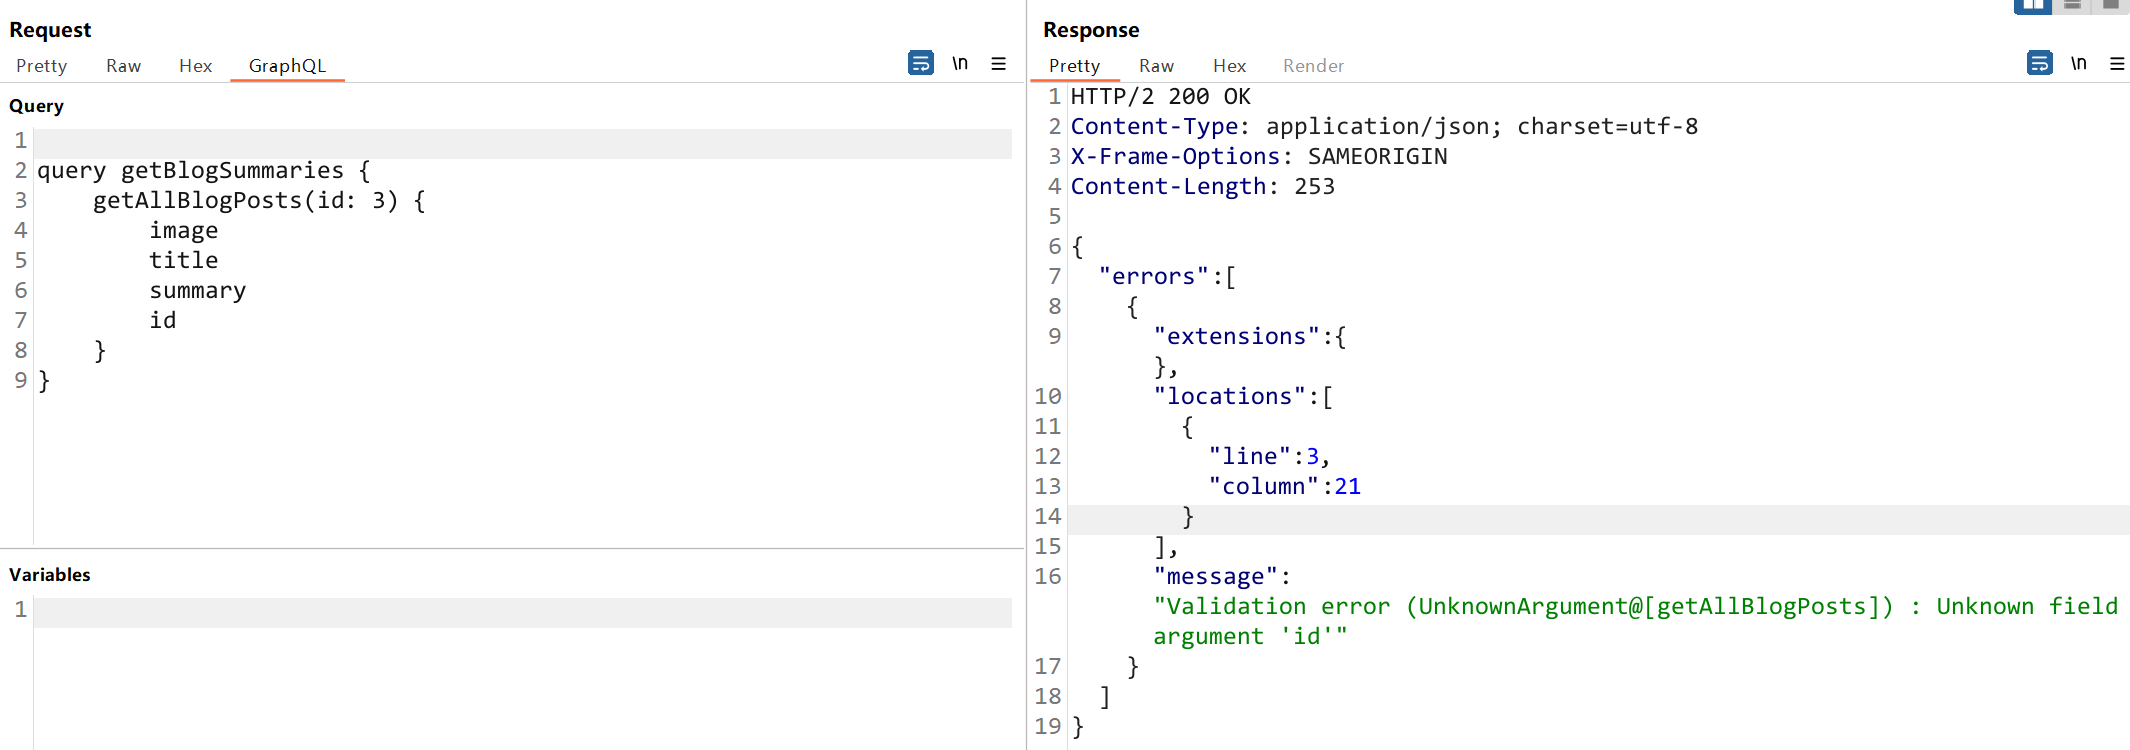 Request
Pretty Raw Hex GraphQL \n
Query
1
2 query getBlogSummaries {
3     getAllBlogPosts(id: 3) {
4         image
5         title
6         summary
7         id
8     }
9 }
Variables
1
Response
Pretty Raw Hex Render \n
1 HTTP/2 200 OK
2 Content-Type: application/json; charset=utf-8
3 X-Frame-Options: SAMEORIGIN
4 Content-Length: 253
5
6 {
7   "errors":[
8     {
9       "extensions":{
      },
10       "locations":[
11         {
12           "line":3,
13           "column":21
14         }
15       ],
16       "message":
      "Validation error (UnknownArgument@[getAllBlogPosts]) : Unknown field
      argument 'id'"
17     }
18   ]
19 }